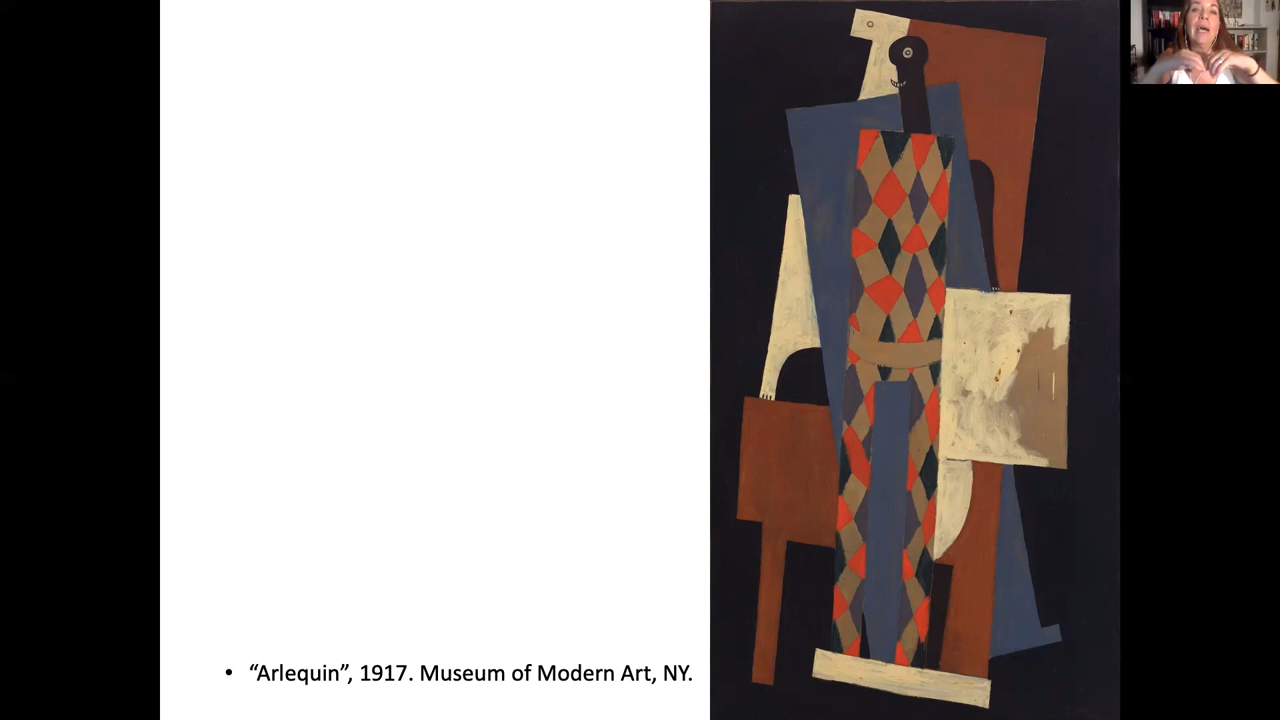 • “Arlequin”, 1917. Museum of Modern Art, NY.